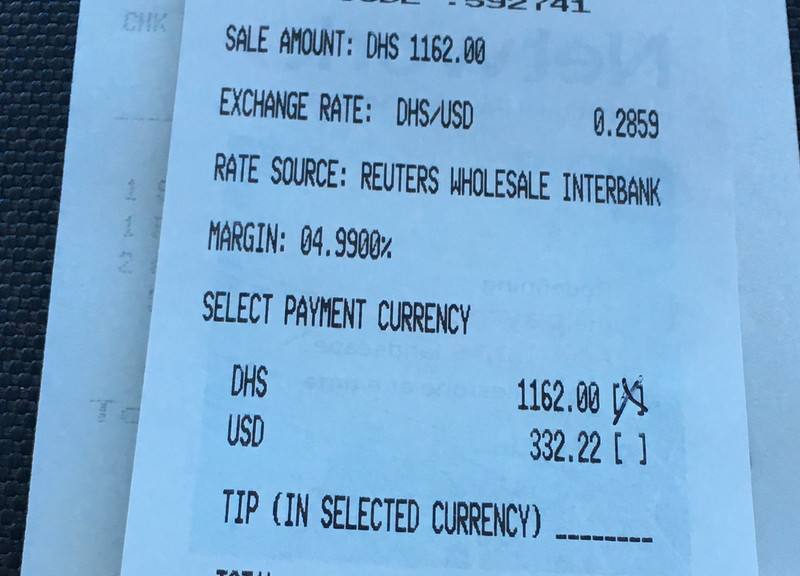 CHK
SALE AMOUNT: DHS 1162.00
EXCHANGE RATE: DHS/USD 0.2859
RATE SOURCE: REUTERS WHOLESALE INTERBANK
MARGIN: 04.9900%
SELECT PAYMENT CURRENCY
DHS 1162.00 [X]
USD 332.22 [ ]
TIP (IN SELECTED CURRENCY) ________